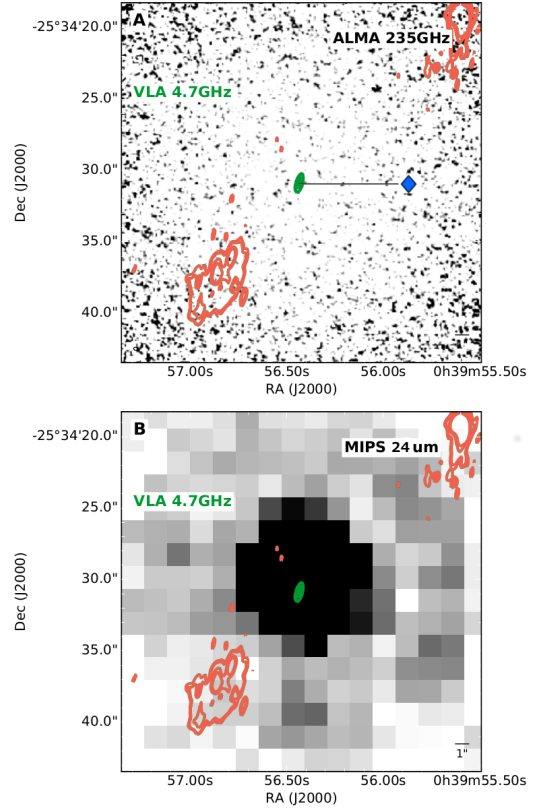 A
ALMA 235GHz
VLA 4.7GHz
-25°34'20.0"
25.0"
30.0"
35.0"
40.0"
Dec (J2000)
57.00s 56.50s 56.00s 0h39m55.50s
RA (J2000)
B
MIPS 24um
VLA 4.7GHz
-25°34'20.0"
25.0"
30.0"
35.0"
40.0"
Dec (J2000)
1"
57.00s 56.50s 56.00s 0h39m55.50s
RA (J2000)